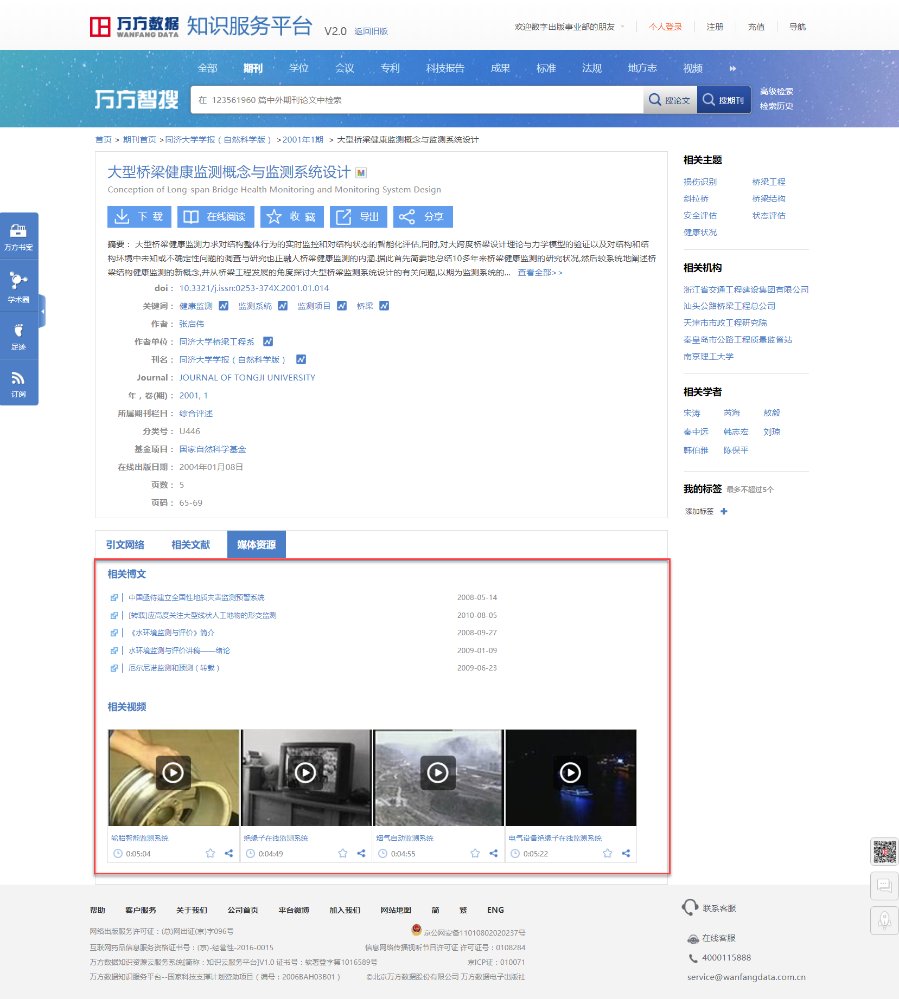 万方数据 WANFANG DATA 知识服务平台 V2.0 返回旧版 欢迎数字出版事业部的朋友 个人登录 注册 充值 导航
全部 期刊 学位 会议 专利 科技报告 成果 标准 法规 地方志 视频
万方智搜 在 123561960 篇中外期刊论文中检索 搜论文 搜期刊 高级检索
检索历史
首页 > 期刊首页 >同济大学学报（自然科学版） >2001年1期 > 大型桥梁健康监测概念与监测系统设计
大型桥梁健康监测概念与监测系统设计 M
Conception of Long-span Bridge Health Monitoring and Monitoring System Design
下 载 在线阅读 收 藏 导出 分享
摘要： 大型桥梁健康监测力求对结构整体行为的实时监控和对结构状态的智能化评估,同时,对大跨度桥梁设计理论与力学模型的验证以及对结构和结
构环境中未知或不确定性问题的调查与研究也正融人桥梁健康监测的内涵.据此首先简要地总结10多年来桥梁健康监测的研究状况,然后较系统地阐述桥
梁结构健康监测的新概念,并从桥梁工程发展的角度探讨大型桥梁监测系统设计的有关问题,以期为监测系统的... 查看全部>>
doi： 10.3321/j.issn:0253-374X.2001.01.014
关键词： 健康监测 监测系统 监测项目 桥梁
作者： 张启伟
作者单位： 同济大学桥梁工程系
刊名： 同济大学学报（自然科学版）
Journal： JOURNAL OF TONGJI UNIVERSITY
年，卷(期)： 2001, 1
所属期刊栏目： 综合评述
分类号： U446
基金项目： 国家自然科学基金
在线出版日期： 2004年01月08日
页数： 5
页码： 65-69
万方书案
学术圈
足迹
订阅
相关主题
损伤识别 桥梁工程
斜拉桥 桥梁结构
安全评估 状态评估
健康状况
相关机构
浙江省交通工程建设集团有限公司
汕头公路桥梁工程总公司
天津市市政工程研究院
秦皇岛市公路工程质量监督站
南京理工大学
相关学者
宋涛 芮海 敖毅
秦中远 韩志宏 刘琼
韩伯雅 陈保平
我的标签 最多不超过5个
添加标签
引文网络 相关文献 媒体资源
相关博文
中国亟待建立全国性地质灾害监测预警系统 2008-05-14
[转载]应高度关注大型线状人工地物的形变监测 2010-08-05
《水环境监测与评价》简介 2008-09-27
水环境监测与评价讲稿——绪论 2009-01-09
厄尔尼诺监测和预测（转载） 2009-06-23
相关视频
轮胎智能监测系统 绝缘子在线监测系统 烟气自动监测系统 电气设备绝缘子在线监测系统
0:05:04 0:04:49 0:04:55 0:05:22
帮助 客户服务 关于我们 公司首页 平台微博 加入我们 网站地图 简 繁 ENG
网络出版服务许可证：(总)网出证(京)字096号 京公网安备11010802020237号
互联网药品信息服务资格证书号：(京)-经营性-2016-0015 信息网络传播视听节目许可证 许可证号：0108284
万方数据知识资源云服务系统[简称：知识云服务平台]V1.0 证书号：软著登字第1016589号 京ICP证：010071
万方数据知识服务平台--国家科技支撑计划资助项目（编号：2006BAH03B01） ©北京万方数据股份有限公司 万方数据电子出版社
联系客服
在线客服
4000115888
service@wanfangdata.com.cn